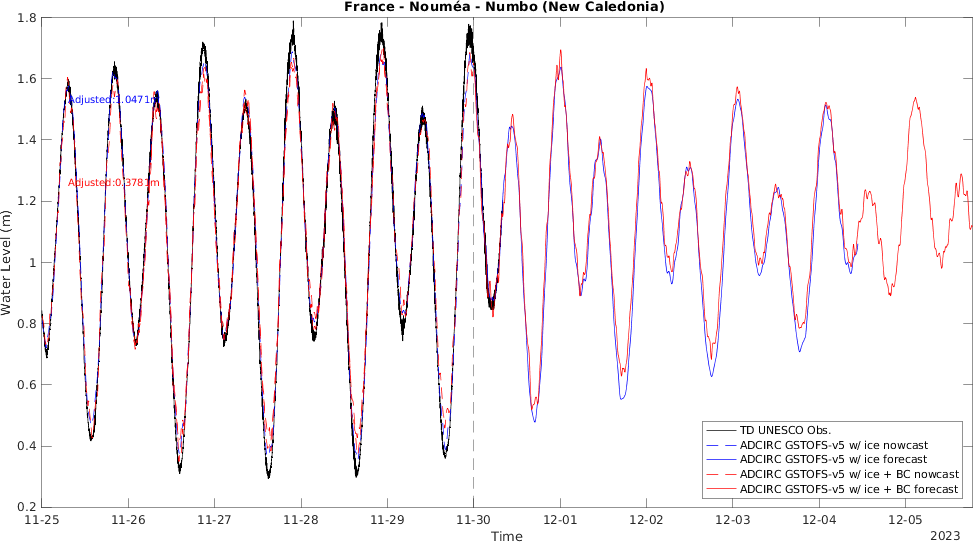 France - Nouméa - Numbo (New Caledonia)
1.8
1.6
1.4
1.2
1
0.8
0.6
0.4
0.2
Water Level (m)
Adjusted:1.0471m
Adjusted:0.3781m
TD UNESCO Obs.
ADCIRC GSTOFS-v5 w/ ice nowcast
ADCIRC GSTOFS-v5 w/ ice forecast
ADCIRC GSTOFS-v5 w/ ice + BC nowcast
ADCIRC GSTOFS-v5 w/ ice + BC forecast
11-25 11-26 11-27 11-28 11-29 11-30 12-01 12-02 12-03 12-04 12-05
Time
2023